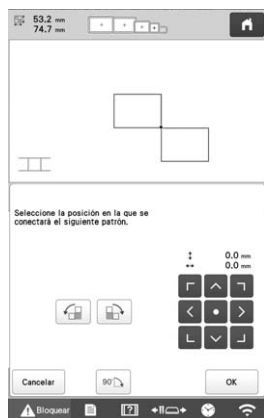 53.2 mm
74.7 mm
Seleccione la posición en la que se
conectará el siguiente patrón.
0.0 mm
0.0 mm
Cancelar
90°
OK
Bloquear